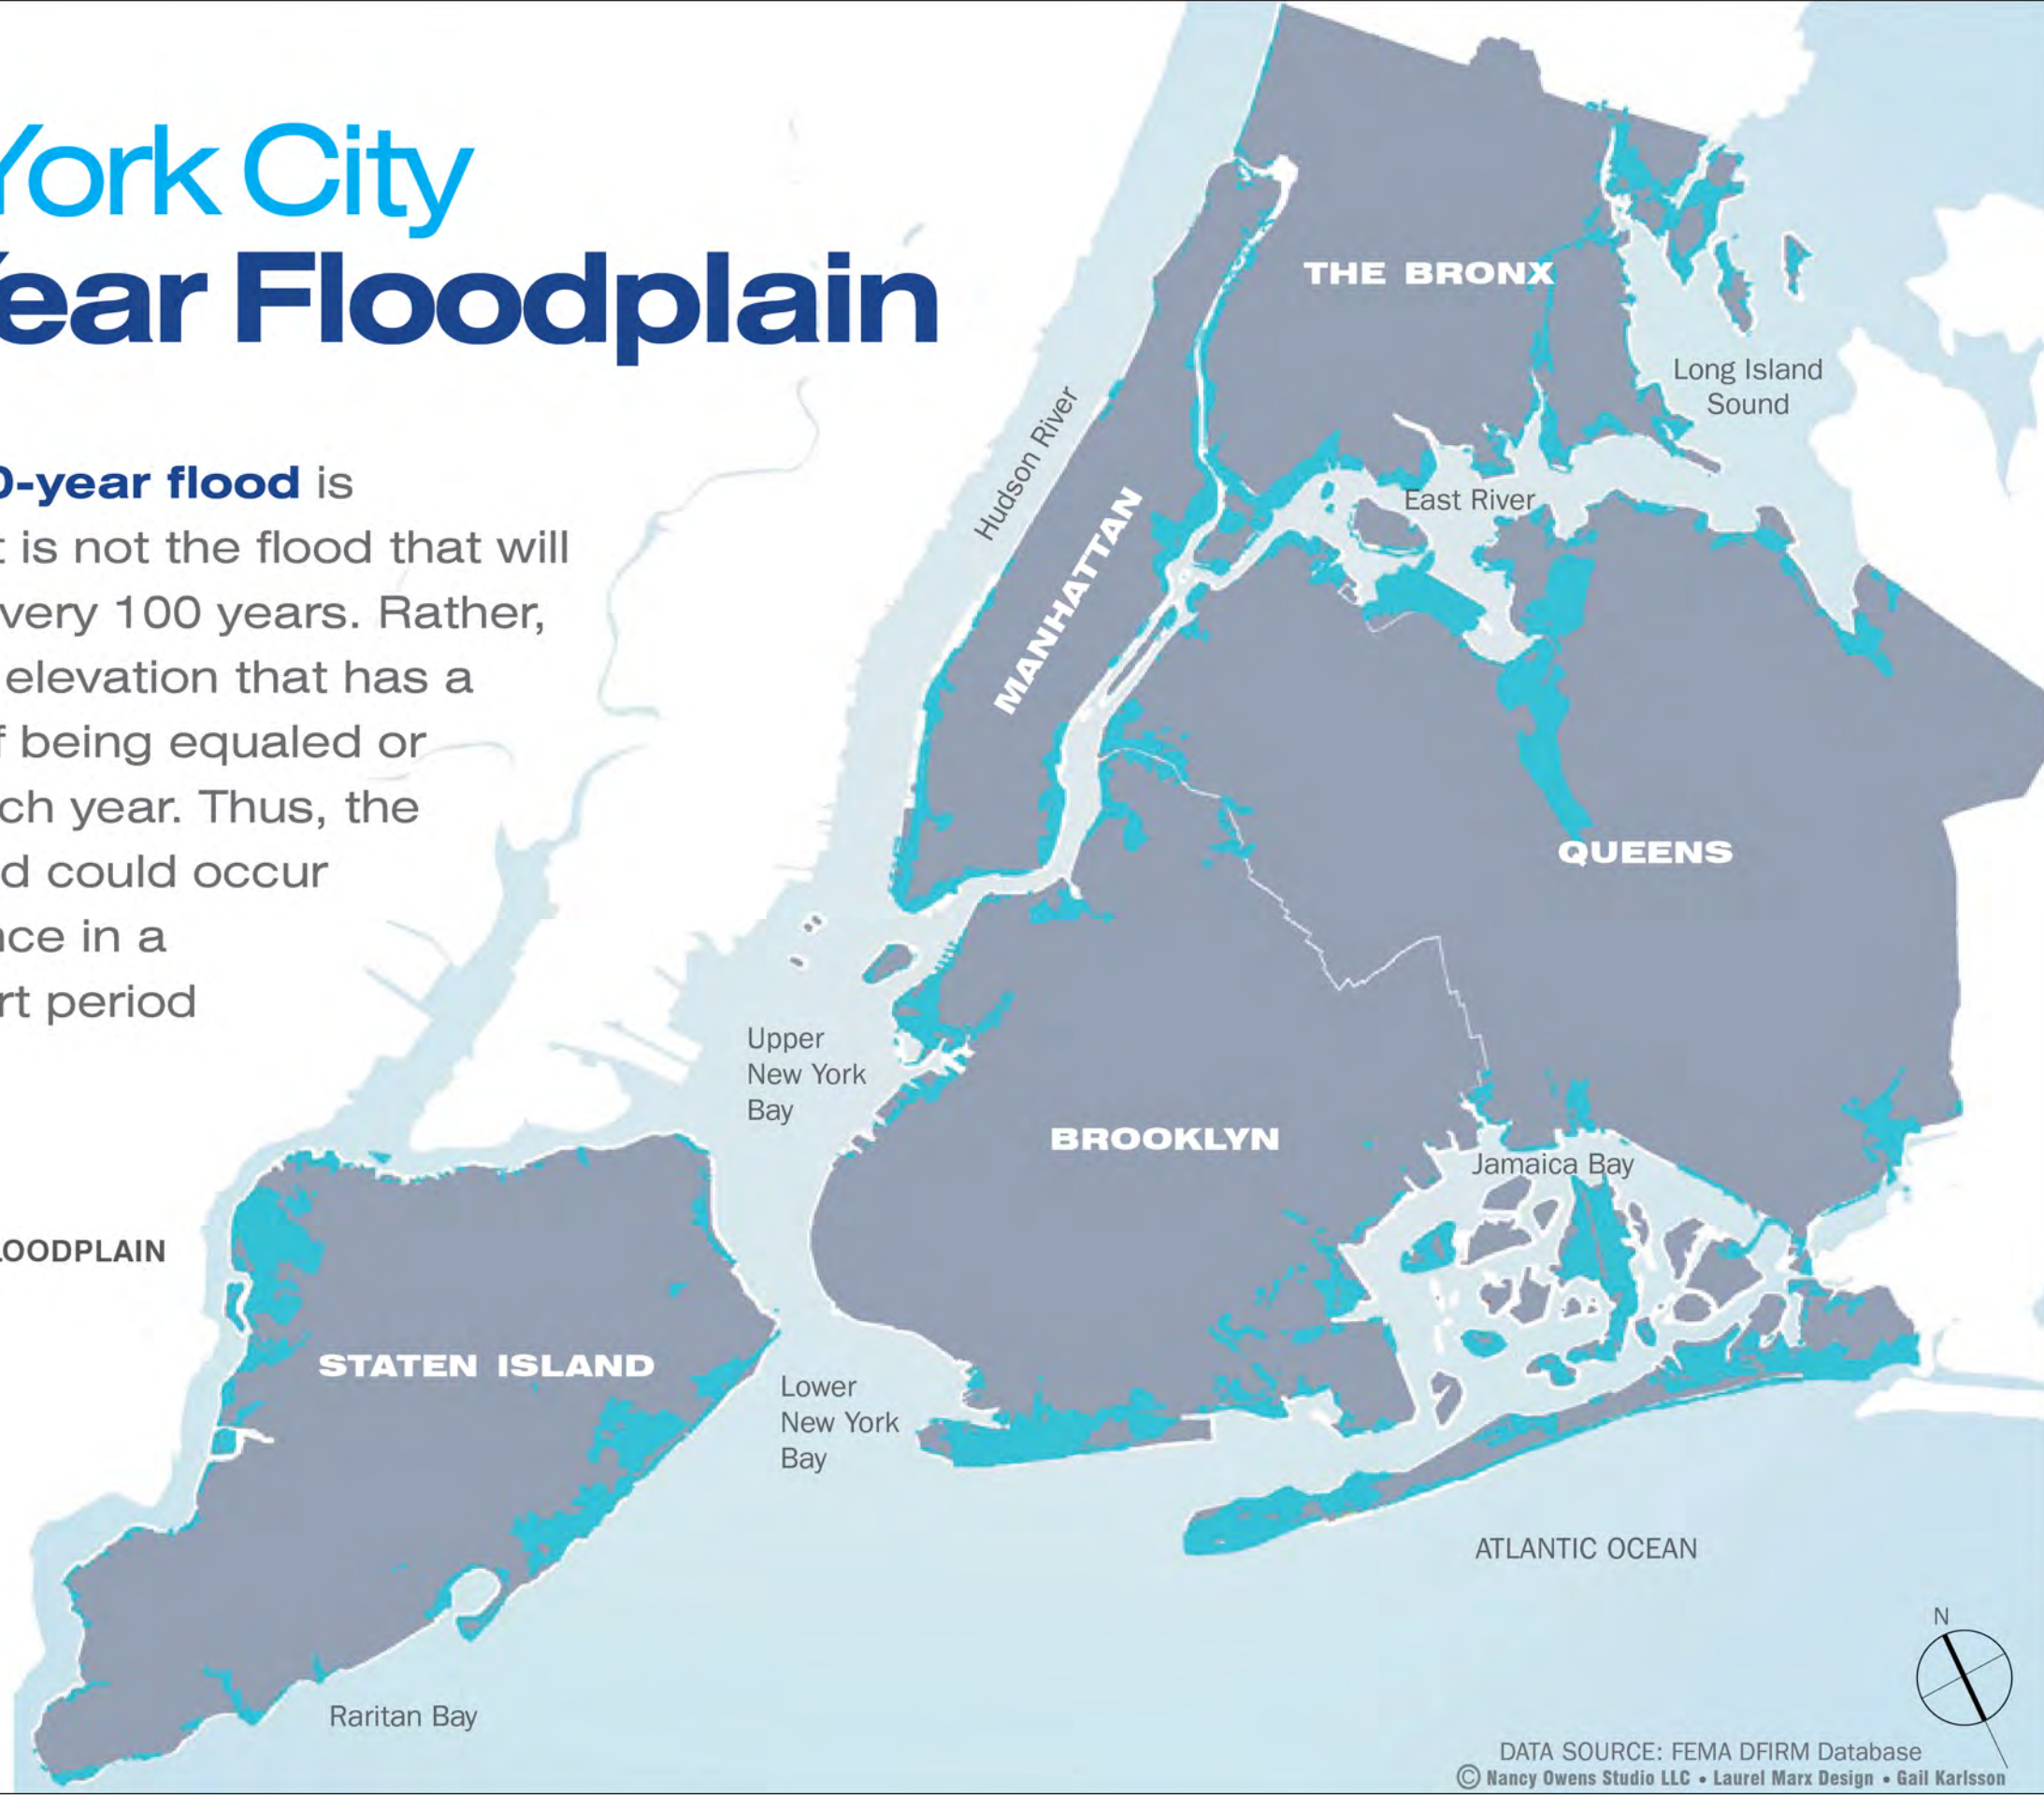 York City
ear Floodplain
0-year flood is
t is not the flood that will
very 100 years. Rather,
elevation that has a
f being equaled or
ch year. Thus, the
d could occur
nce in a
rt period
LOODPLAIN
THE BRONX
Long Island
Sound
Hudson River
East River
MANHATTAN
QUEENS
Upper
New York
Bay
BROOKLYN
Jamaica Bay
STATEN ISLAND
Lower
New York
Bay
ATLANTIC OCEAN
Raritan Bay
N
DATA SOURCE: FEMA DFIRM Database
© Nancy Owens Studio LLC • Laurel Marx Design • Gail Karlsson